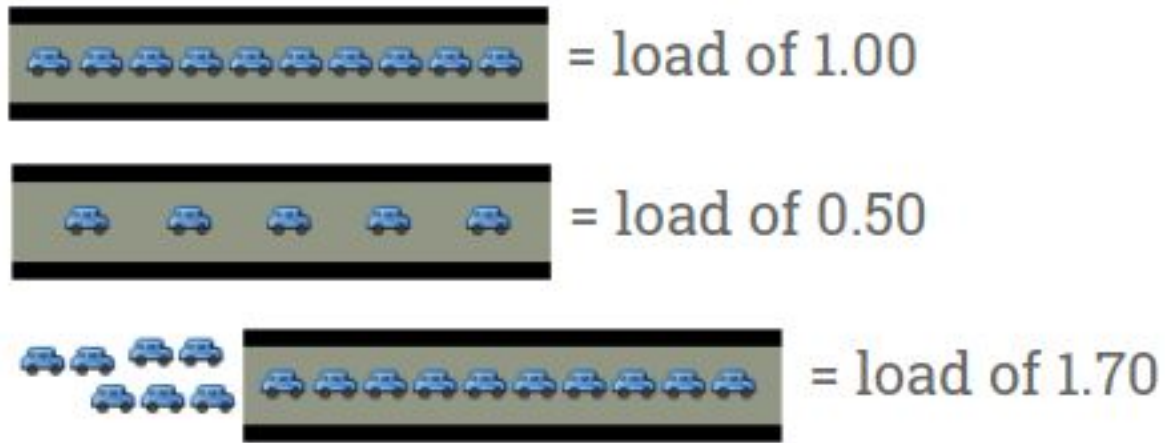 = load of 1.00
= load of 0.50
= load of 1.70